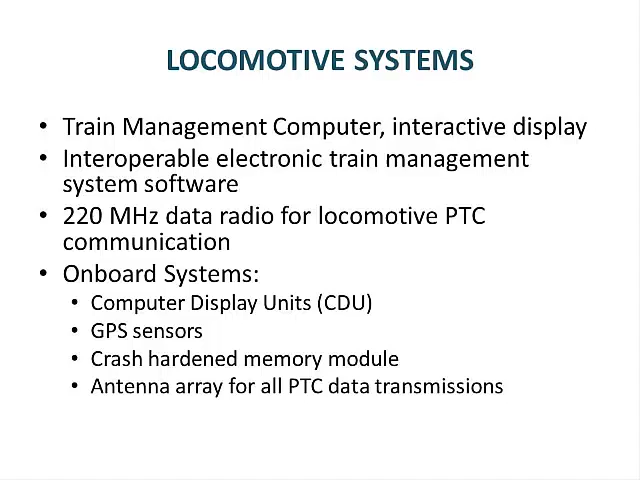 LOCOMOTIVE SYSTEMS
• Train Management Computer, interactive display
• Interoperable electronic train management
system software
• 220 MHz data radio for locomotive PTC
communication
• Onboard Systems:
• Computer Display Units (CDU)
• GPS sensors
• Crash hardened memory module
• Antenna array for all PTC data transmissions